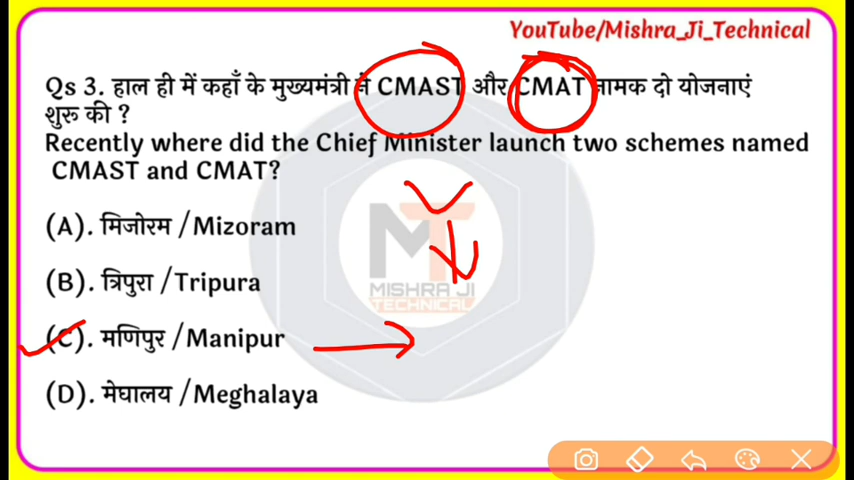 YouTube/Mishra_Ji_Technical
Qs 3. हाल ही में कहाँ के मुख्यमंत्री ने CMAST और CMAT नामक दो योजनाएं
शुरू की ?
Recently where did the Chief Minister launch two schemes named
CMAST and CMAT?
(A). मिजोरम /Mizoram
(B). त्रिपुरा /Tripura
(C). मणिपुर /Manipur
(D). मेघालय /Meghalaya
MT
MISHRA JI
TECHNICAL